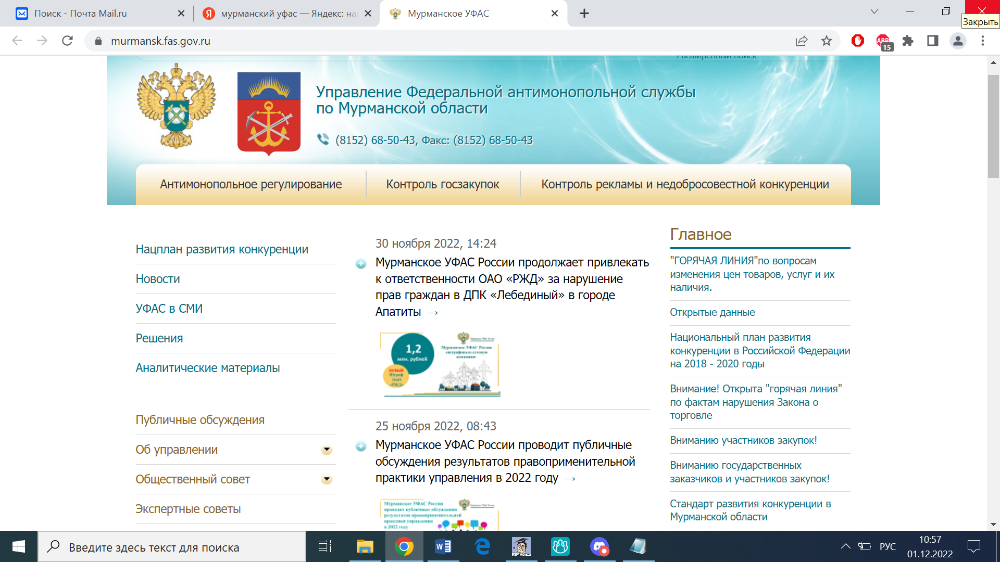 Поиск - Почта Mail.ru
мурманский уфас — Яндекс: на
Мурманское УФАС
Закрыть
murmansk.fas.gov.ru
ABP
15
Расширенный поиск
Управление Федеральной антимонопольной службы
по Мурманской области
(8152) 68-50-43, Факс: (8152) 68-50-43
Антимонопольное регулирование
Контроль госзакупок
Контроль рекламы и недобросовестной конкуренции
Нацплан развития конкуренции
Новости
УФАС в СМИ
Решения
Аналитические материалы
Публичные обсуждения
Об управлении
Общественный совет
Экспертные советы
30 ноября 2022, 14:24
Мурманское УФАС России продолжает привлекать
к ответственности ОАО «РЖД» за нарушение
прав граждан в ДПК «Лебединый» в городе
Апатиты →
1,2
млн. рублей
НОВЫЙ
Штраф
ОАО
«РЖД»
Мурманское УФАС России
оштрафовало сетевую
компанию
25 ноября 2022, 08:43
Мурманское УФАС России проводит публичные
обсуждения результатов правоприменительной
практики управления в 2022 году →
Мурманское УФАС России
проводит публичные обсуждения
результатов правоприменительной
практики управления
в 2022 году
Главное
"ГОРЯЧАЯ ЛИНИЯ"по вопросам
изменения цен товаров, услуг и их
наличия.
Открытые данные
Национальный план развития
конкуренции в Российской Федерации
на 2018 - 2020 годы
Внимание! Открыта "горячая линия"
по фактам нарушения Закона о
торговле
Вниманию участников закупок!
Вниманию государственных
заказчиков и участников закупок!
Стандарт развития конкуренции в
Мурманской области
Введите здесь текст для поиска
РУС
10:57
01.12.2022